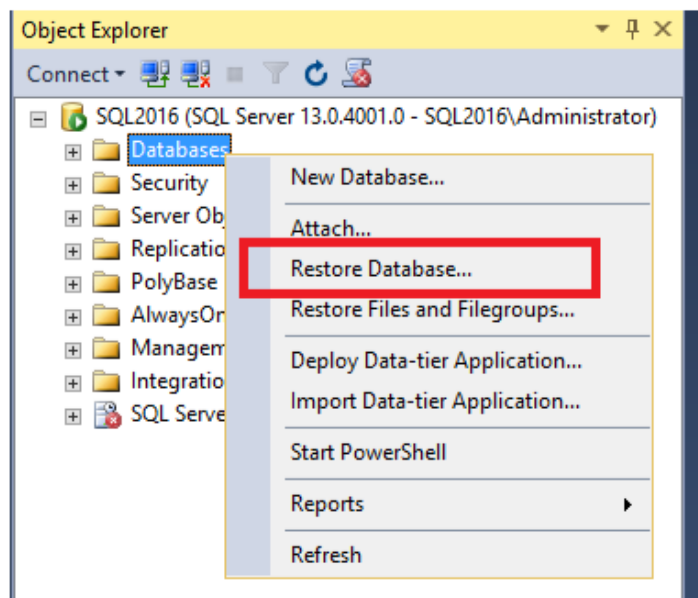 Object Explorer
Connect
SQL2016 (SQL Server 13.0.4001.0 - SQL2016\Administrator)
Databases
Security
Server Obj
Replicatio
PolyBase
AlwaysOn
Managem
Integratio
SQL Serve
New Database...
Attach...
Restore Database...
Restore Files and Filegroups...
Deploy Data-tier Application...
Import Data-tier Application...
Start PowerShell
Reports
Refresh